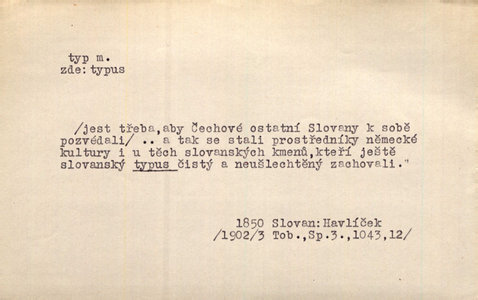 typ m.
zde: typus
/jest třeba,aby Čechové ostatní Slovany k sobě
pozvédali/ .. a tak se stali prostředníky německé
kultury i u těch slovanských kmenů,kteří ještě
slovanský typus čistý a neušlechtěný zachovali."
1850 Slovan:Havlíček
/1902/3 Tob.,Sp.3.,1043,12/